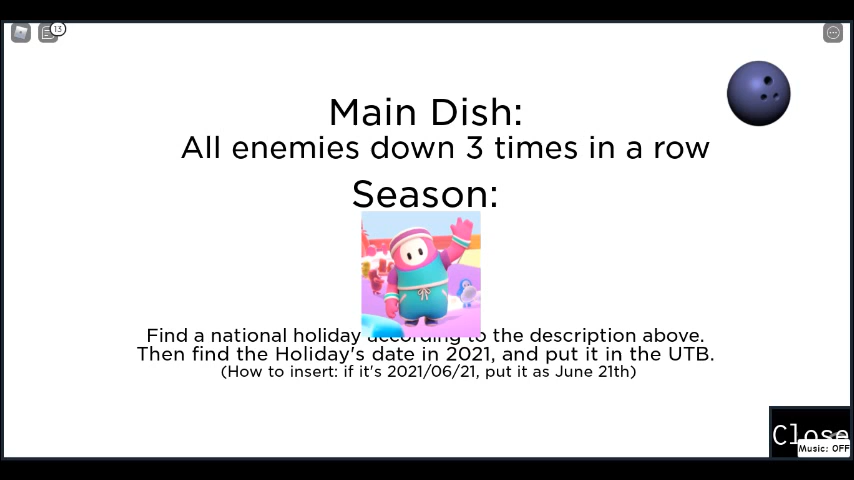 13
Main Dish:
All enemies down 3 times in a row
Season:
Find a national holiday according to the description above.
Then find the Holiday's date in 2021, and put it in the UTB.
(How to insert: if it's 2021/06/21, put it as June 21th)
Close
Music: OFF